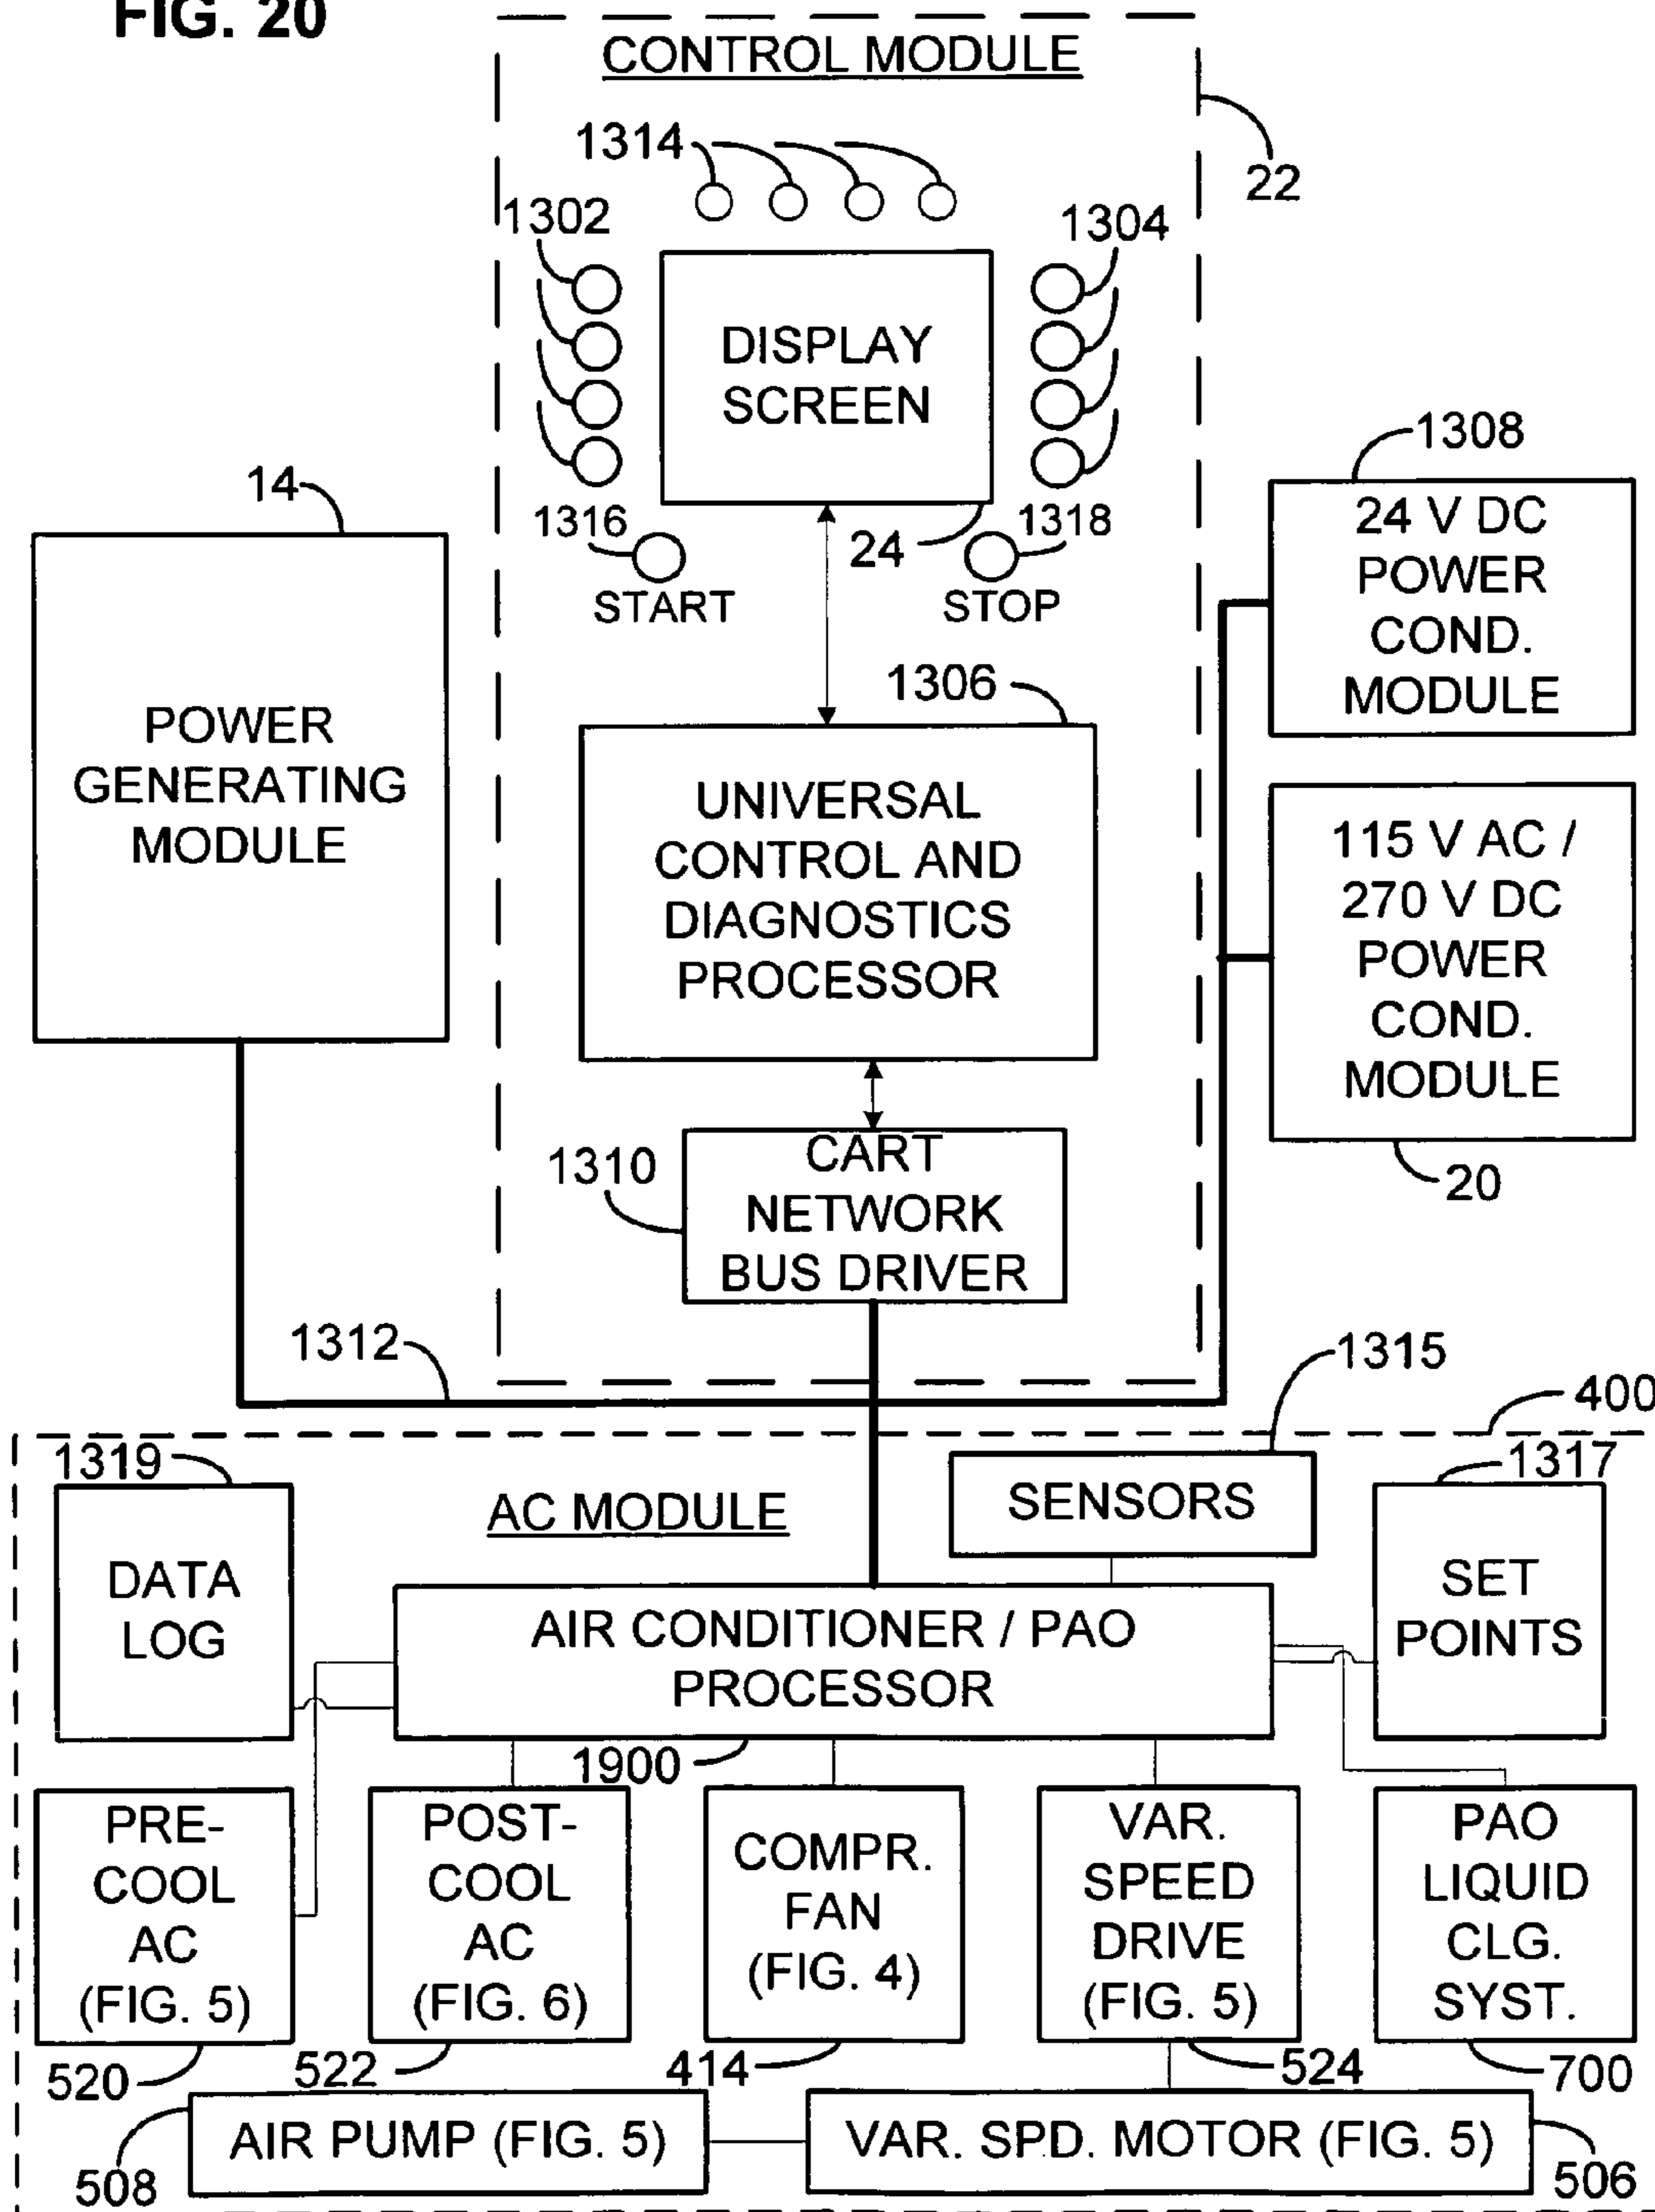 FIG. 20
CONTROL MODULE
22
1314
1302
1304
DISPLAY
SCREEN
24
1316
START
1318
STOP
14
POWER
GENERATING
MODULE
1308
24 V DC
POWER
COND.
MODULE
1306
UNIVERSAL
CONTROL AND
DIAGNOSTICS
PROCESSOR
115 V AC /
270 V DC
POWER
COND.
MODULE
20
1310
CART
NETWORK
BUS DRIVER
1312
1315
400
1319
DATA
LOG
AC MODULE
SENSORS
1317
SET
POINTS
AIR CONDITIONER / PAO
PROCESSOR
1900
PRE-
COOL
AC
(FIG. 5)
520
POST-
COOL
AC
(FIG. 6)
522
COMPR.
FAN
(FIG. 4)
414
VAR.
SPEED
DRIVE
(FIG. 5)
524
PAO
LIQUID
CLG.
SYST.
700
AIR PUMP (FIG. 5)
508
VAR. SPD. MOTOR (FIG. 5)
506